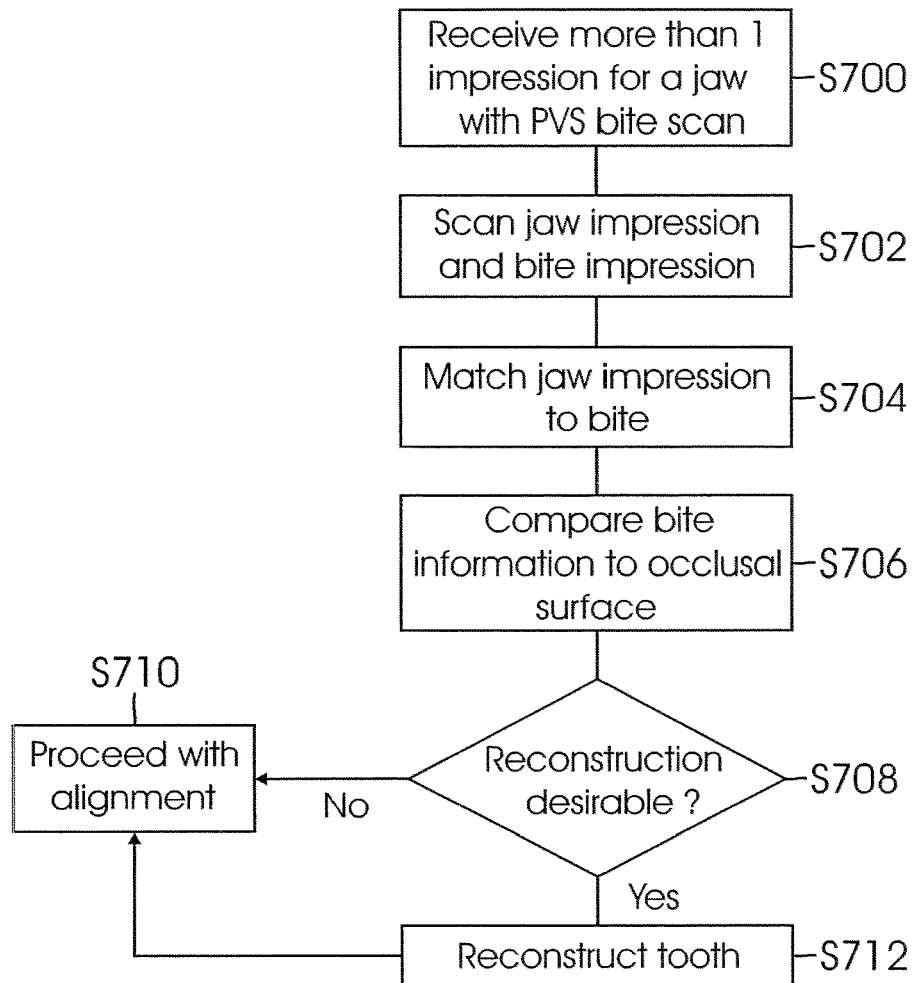 Receive more than 1
impression for a jaw
with PVS bite scan
S700
Scan jaw impression
and bite impression
S702
Match jaw impression
to bite
S704
Compare bite
information to occlusal
surface
S706
Reconstruction
desirable ?
S708
No
S710
Proceed with
alignment
Yes
Reconstruct tooth
S712